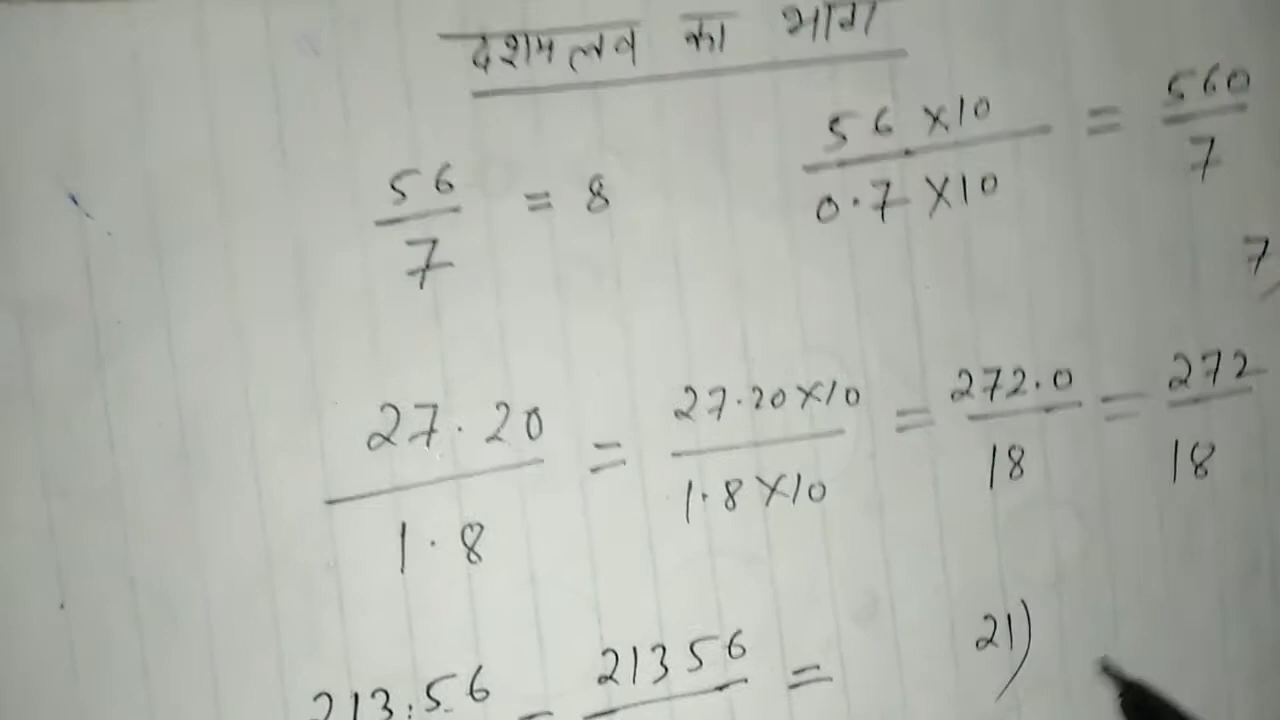 दशमलव का भाग
56/7 = 8
56 ×10 / 0.7 ×10 = 560/7
7)
27.20/1.8 = 27.20×10 / 1.8×10 = 272.0/18 = 272/18
213.56 = 21356 =
21)